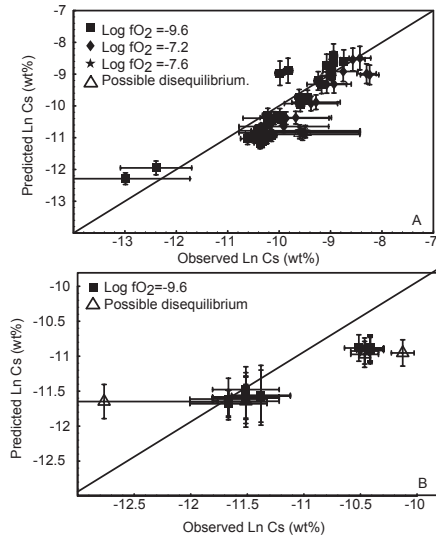 -7
Log fO2=-9.6
Log fO2=-7.2
Log fO2=-7.6
Possible disequilibrium.
-8
-9
-10
-11
-12
-13
Predicted Ln Cs (wt%)
A
-13 -12 -11 -10 -9 -8 -7
Observed Ln Cs (wt%)
-10
Log fO2=-9.6
Possible disequilibrium
-10.5
-11
-11.5
-12
-12.5
Predicted Ln Cs (wt%)
B
-12.5 -12 -11.5 -11 -10.5 -10
Observed Ln Cs (wt%)